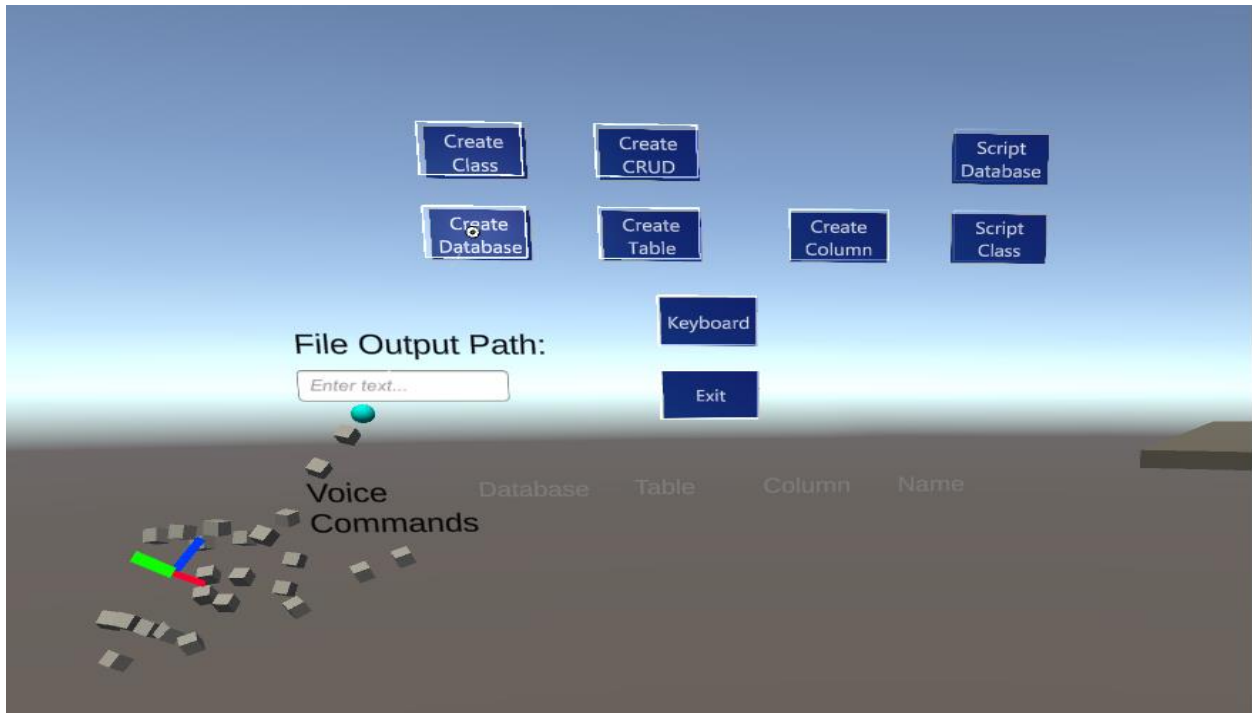 Create
Class
Create
CRUD
Script
Database
Create
Database
Create
Table
Create
Column
Script
Class
Keyboard
File Output Path:
Enter text...
Exit
Voice
Commands
Database
Table
Column
Name